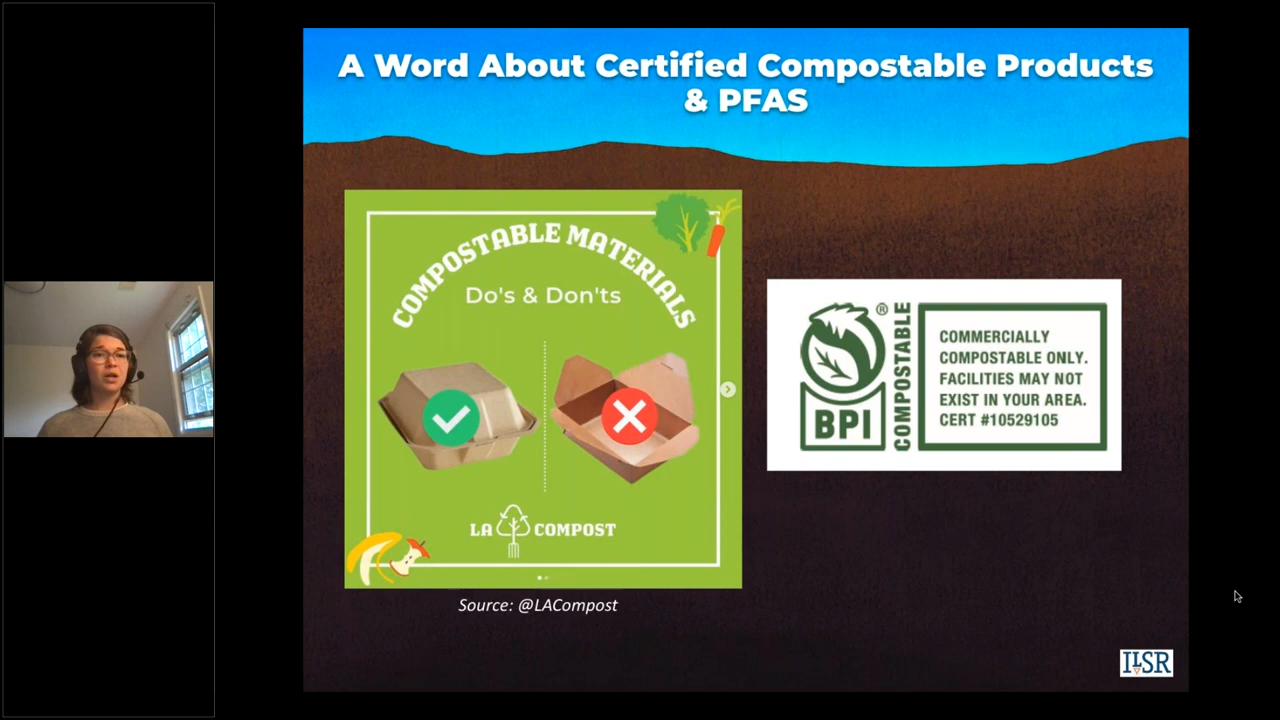 A Word About Certified Compostable Products
& PFAS
COMPOSTABLE MATERIALS
Do's & Don'ts
LA COMPOST
Source: @LACompost
BPI
®
COMPOSTABLE
COMMERCIALLY
COMPOSTABLE ONLY.
FACILITIES MAY NOT
EXIST IN YOUR AREA.
CERT #10529105
ILSR